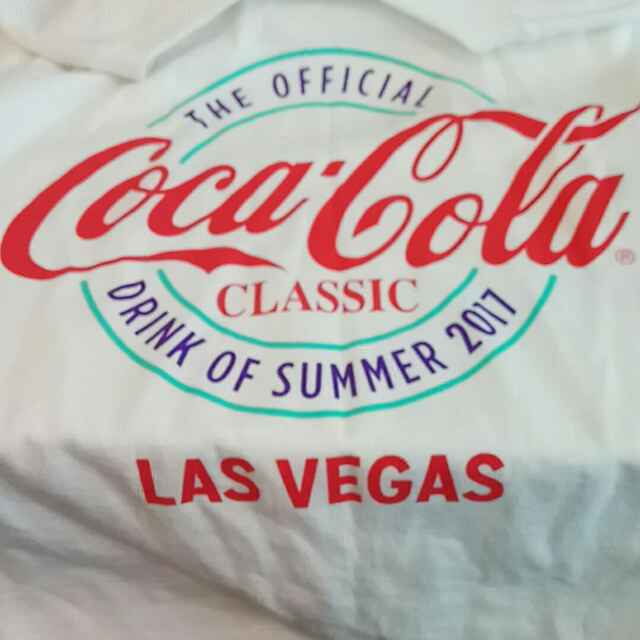 THE OFFICIAL
Coca-Cola®
CLASSIC
DRINK OF SUMMER 2017
LAS VEGAS